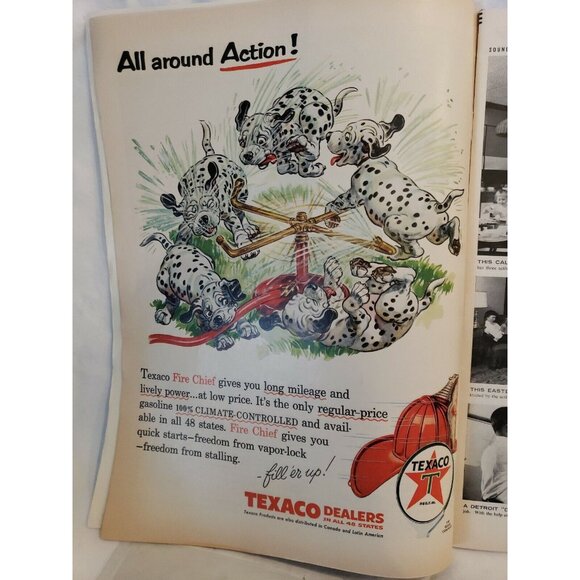 All around Action!
Texaco Fire Chief gives you long mileage and
lively power...at low price. It's the only regular-price
gasoline 100% CLIMATE-CONTROLLED and avail-
able in all 48 states. Fire Chief gives you
quick starts—freedom from vapor-lock
—freedom from stalling.
fill 'er up!
TEXACO DEALERS
IN ALL 48 STATES
Texaco Products are also distributed in Canada and Latin America
TEXACO
T
SOUN
THIS CAL
THIS EASTE
A DETROIT "D